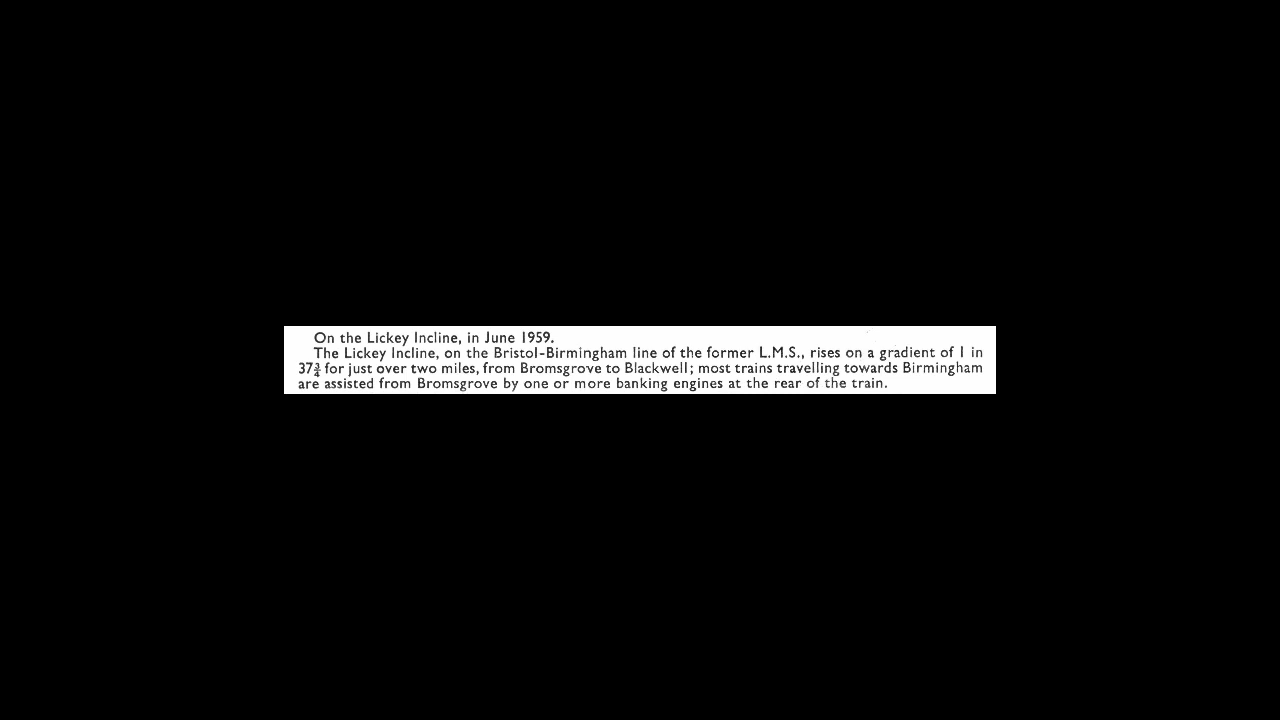 On the Lickey Incline, in June 1959.
The Lickey Incline, on the Bristol-Birmingham line of the former L.M.S., rises on a gradient of 1 in
37¾ for just over two miles, from Bromsgrove to Blackwell; most trains travelling towards Birmingham
are assisted from Bromsgrove by one or more banking engines at the rear of the train.